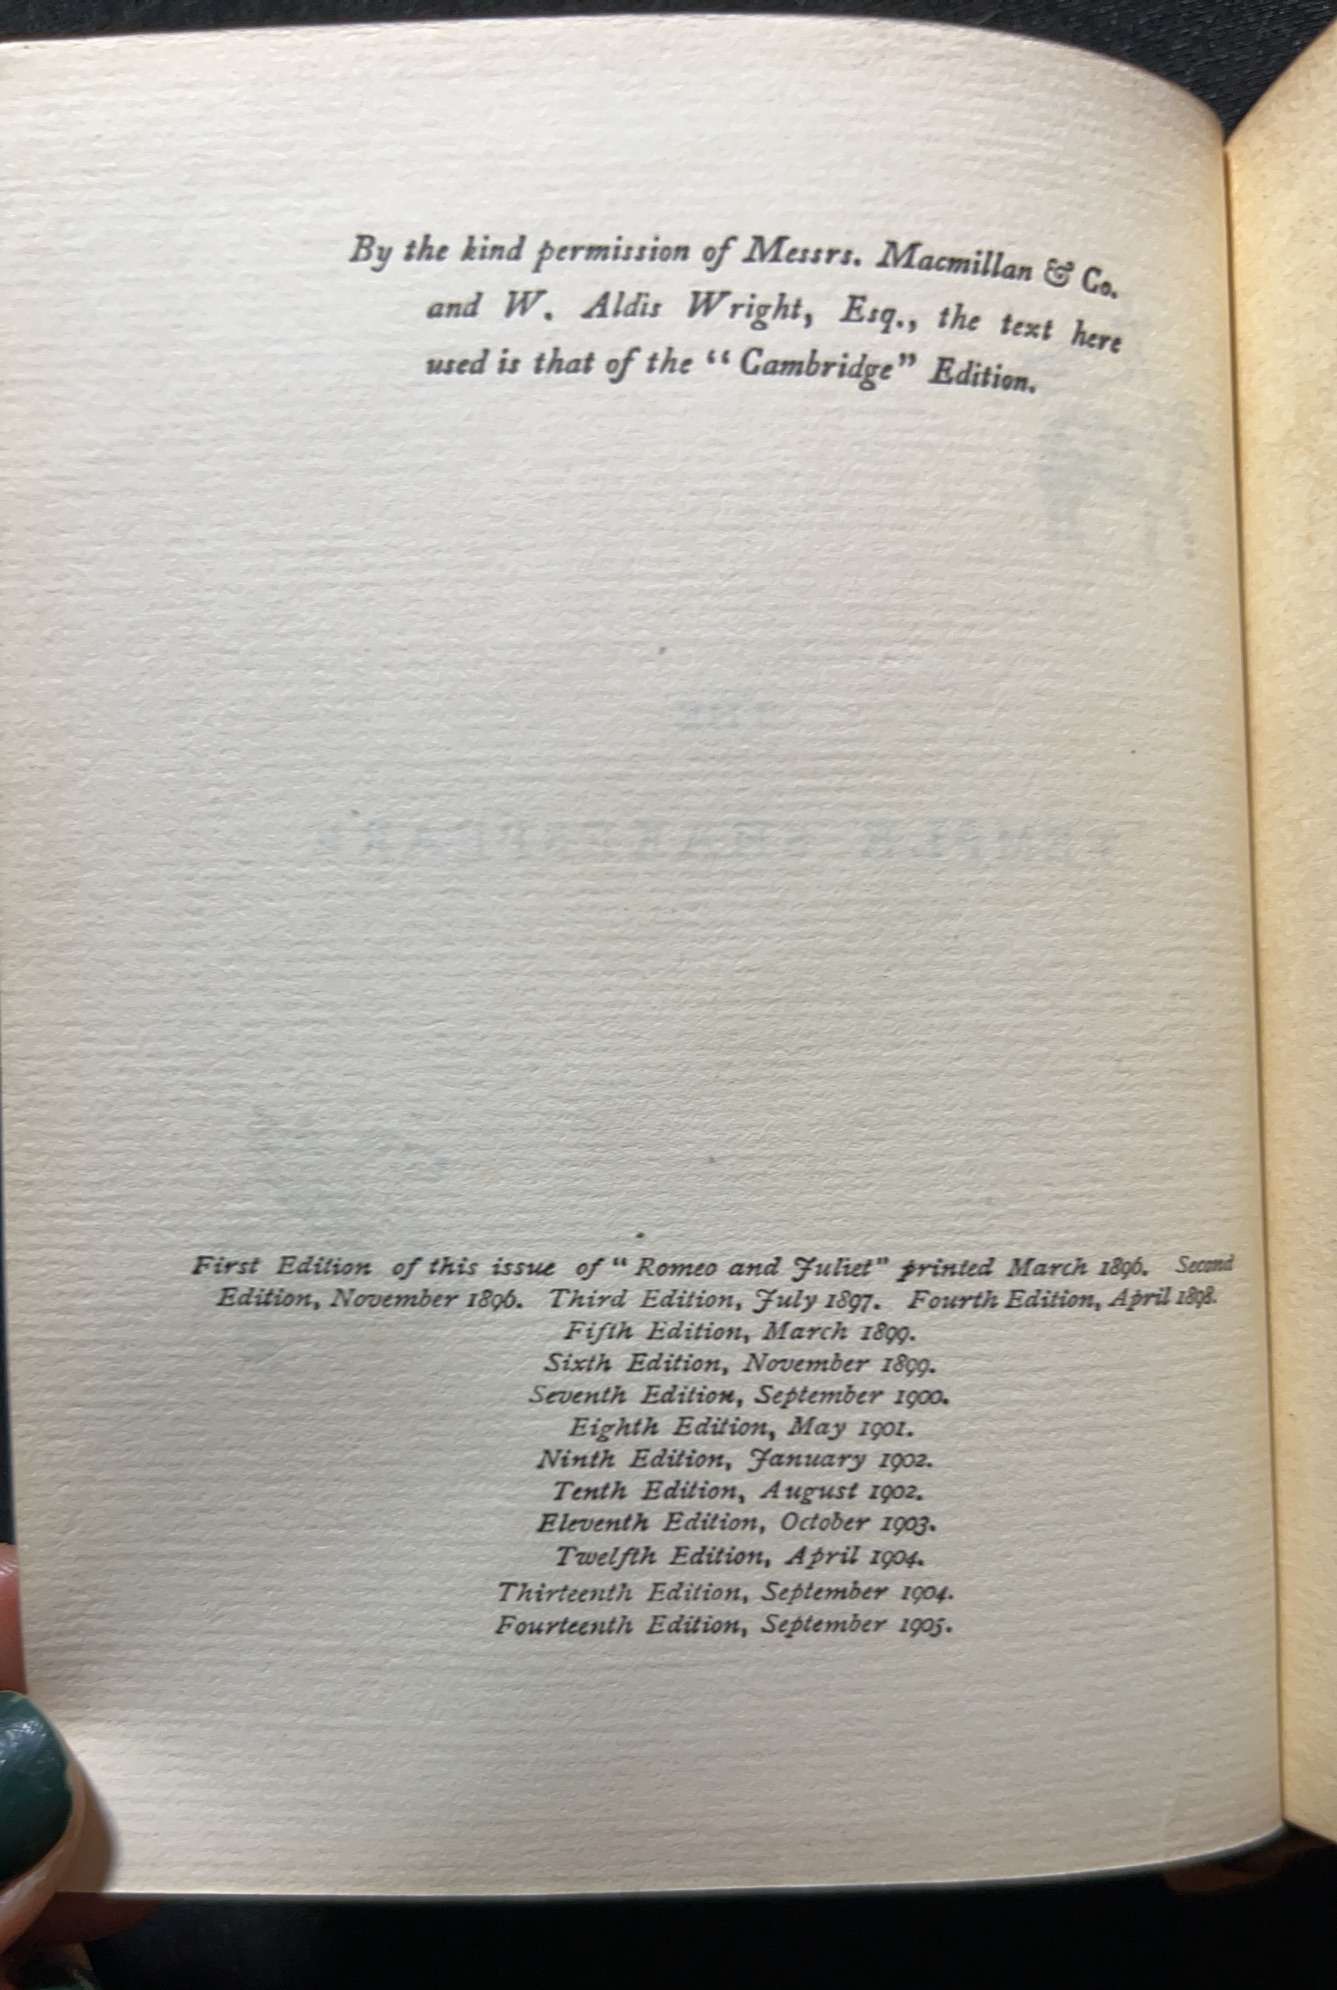 By the kind permission of Messrs. Macmillan & Co.
and W. Aldis Wright, Esq., the text here
used is that of the “Cambridge” Edition.
THE
TEMPLE SHAKESPEARE
First Edition of this issue of “Romeo and Juliet” printed March 1896. Second
Edition, November 1896. Third Edition, July 1897. Fourth Edition, April 1898.
Fifth Edition, March 1899.
Sixth Edition, November 1899.
Seventh Edition, September 1900.
Eighth Edition, May 1901.
Ninth Edition, January 1902.
Tenth Edition, August 1902.
Eleventh Edition, October 1903.
Twelfth Edition, April 1904.
Thirteenth Edition, September 1904.
Fourteenth Edition, September 1905.